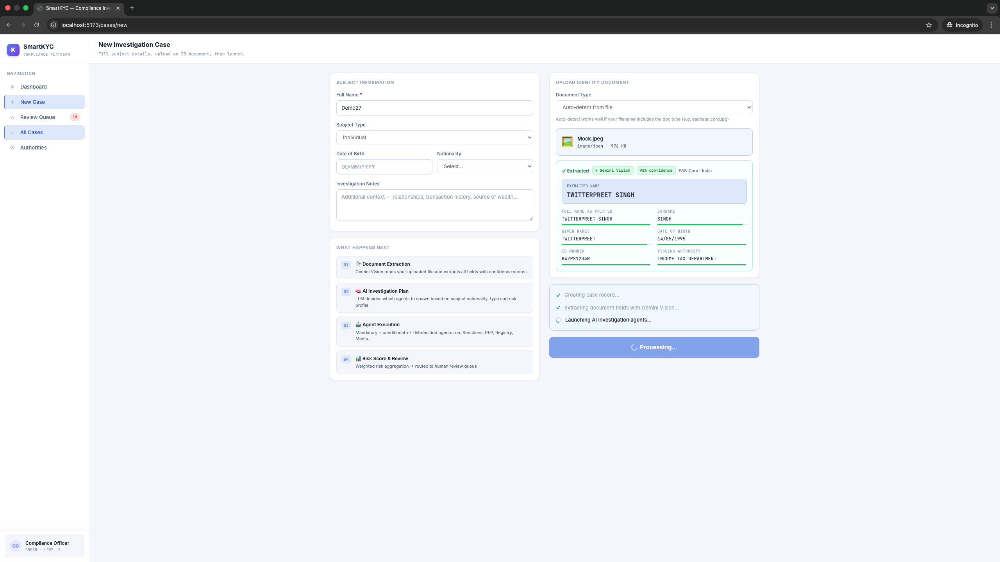 SmartKYC — Compliance Inve
localhost:5173/cases/new
Incognito
K
SmartKYC
COMPLIANCE PLATFORM
NAVIGATION
Dashboard
New Case
Review Queue
18
All Cases
Authorities
CO
Compliance Officer
ADMIN · LEVEL 3
New Investigation Case
Fill subject details, upload an ID document, then launch
SUBJECT INFORMATION
Full Name *
Demo27
Subject Type
Individual
Date of Birth
Nationality
DD/MM/YYYY
Select...
Investigation Notes
Additional context — relationships, transaction history, source of wealth...
WHAT HAPPENS NEXT
01
Document Extraction
Gemini Vision reads your uploaded file and extracts all fields with confidence scores
02
AI Investigation Plan
LLM decides which agents to spawn based on subject nationality, type and risk
profile
03
Agent Execution
Mandatory + conditional + LLM-decided agents run: Sanctions, PEP, Registry,
Media...
04
Risk Score & Review
Weighted risk aggregation → routed to human review queue
UPLOAD IDENTITY DOCUMENT
Document Type
Auto-detect from file
Auto-detect works well if your filename includes the doc type (e.g. aadhaar_card.jpg)
Mock.jpeg
image/jpeg · 976 KB
✓ Extracted
✦ Gemini Vision
98% confidence
PAN Card · India
EXTRACTED NAME
TWITTERPREET SINGH
FULL NAME AS PRINTED
SURNAME
TWITTERPREET SINGH
SINGH
GIVEN NAMES
DATE OF BIRTH
TWITTERPREET
14/05/1995
ID NUMBER
ISSUING AUTHORITY
BWZPS1234R
INCOME TAX DEPARTMENT
✓ Creating case record...
✓ Extracting document fields with Gemini Vision...
Launching AI investigation agents...
Processing...